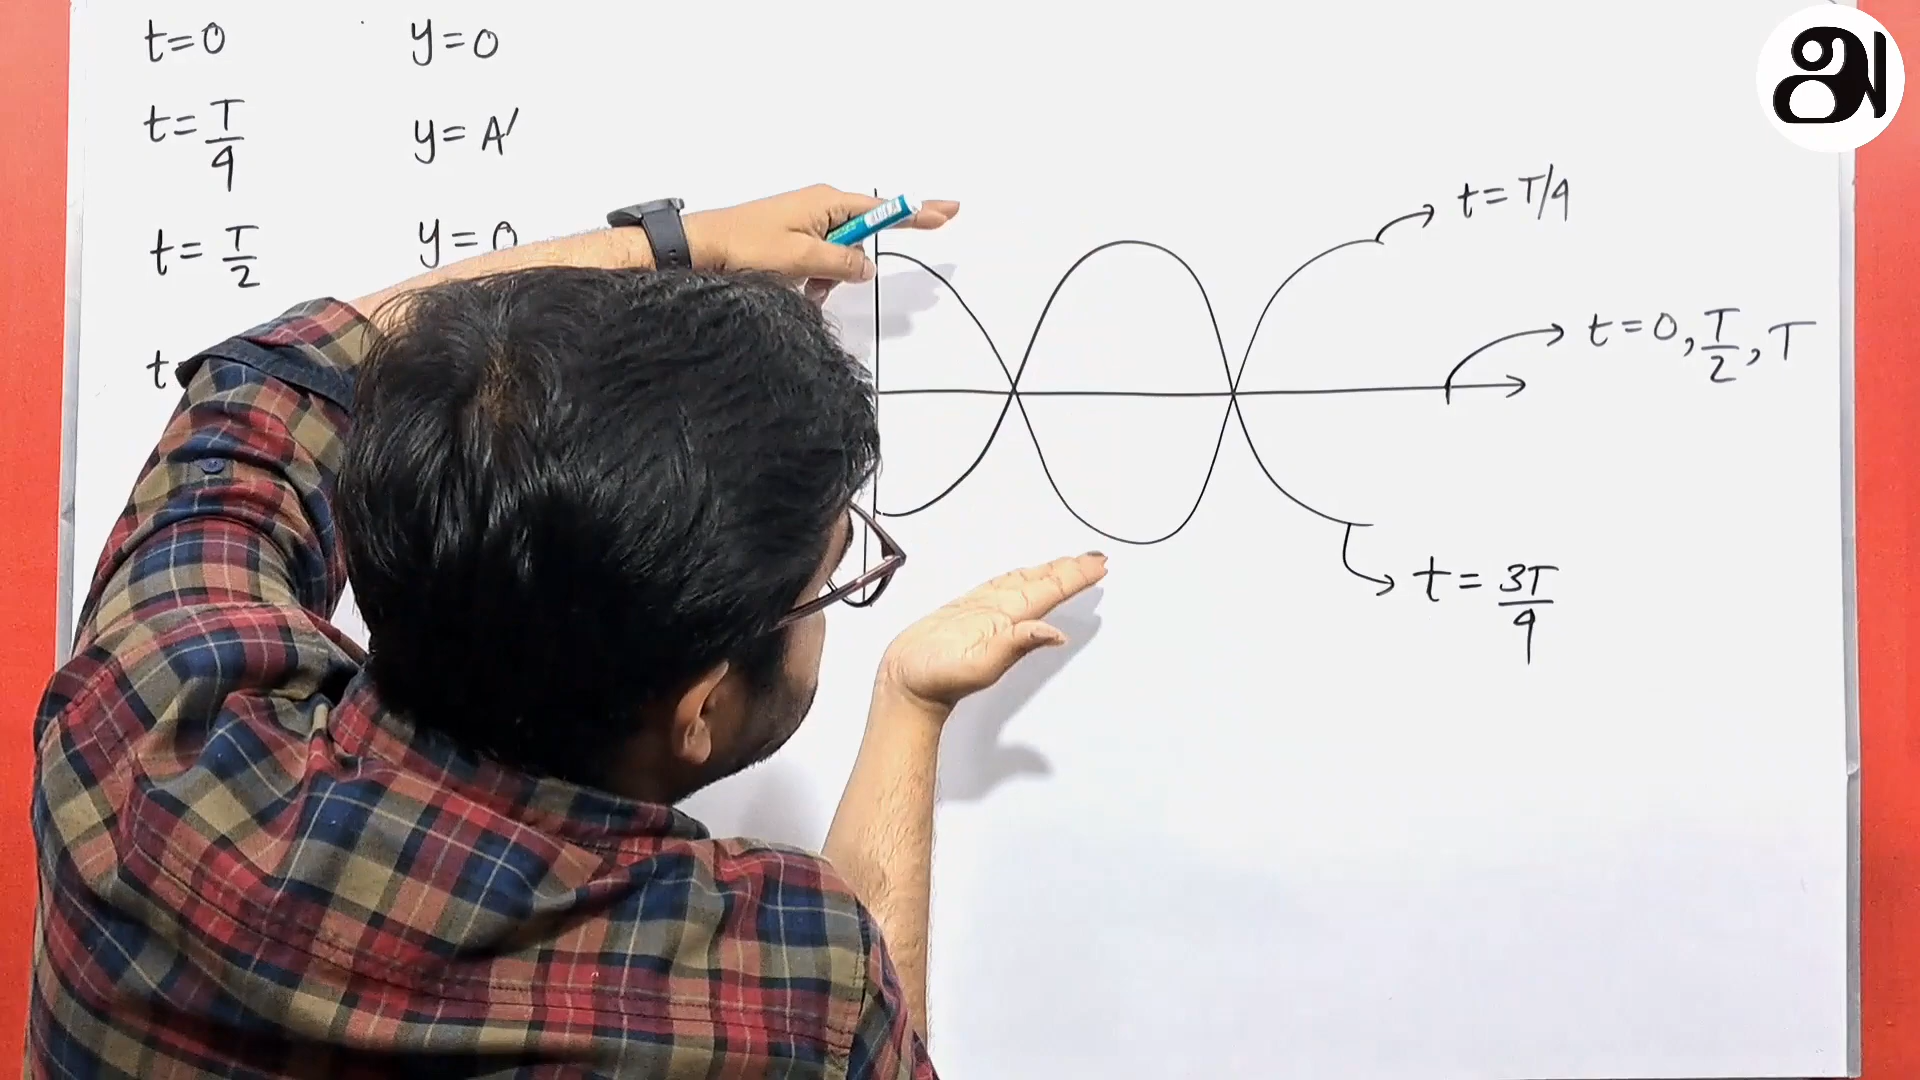 t=0 y=0
t=T/4 y=A'
t=T/2 y=0
t
t=T/4
t=0, T/2, T
t=3T/4